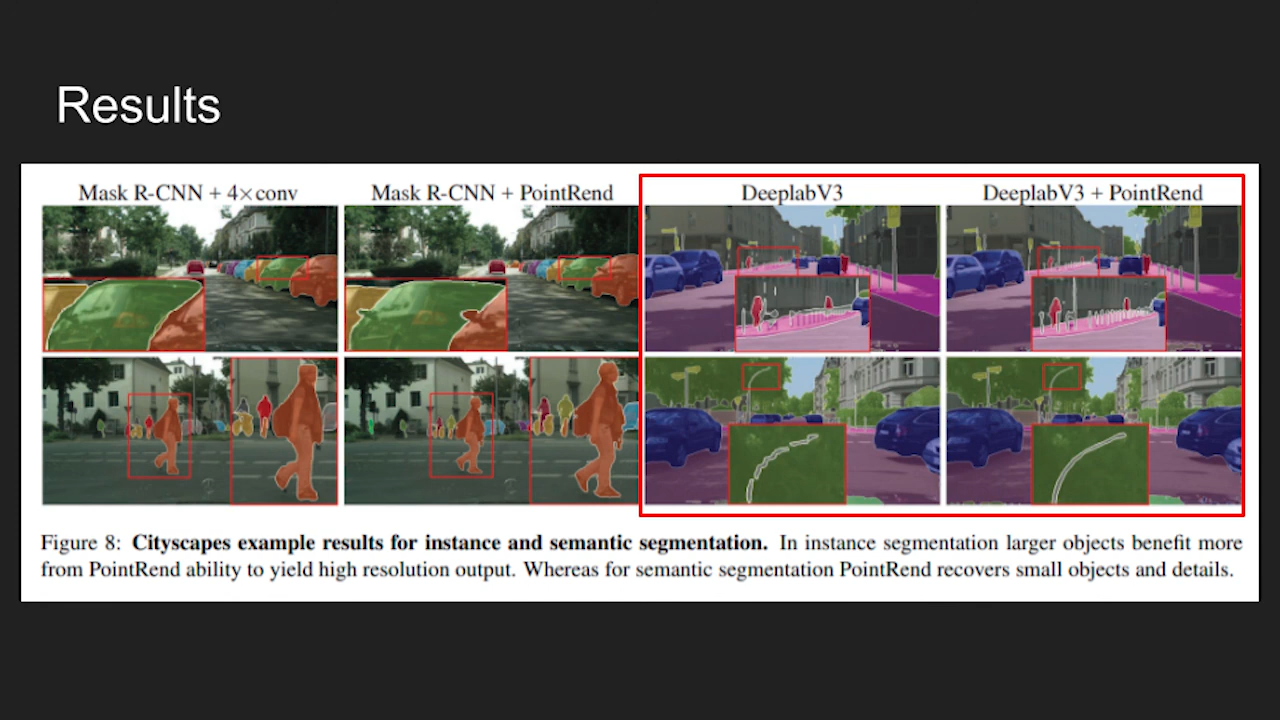 Results
Mask R-CNN + 4×conv
Mask R-CNN + PointRend
DeeplabV3
DeeplabV3 + PointRend
Figure 8: Cityscapes example results for instance and semantic segmentation. In instance segmentation larger objects benefit more
from PointRend ability to yield high resolution output. Whereas for semantic segmentation PointRend recovers small objects and details.